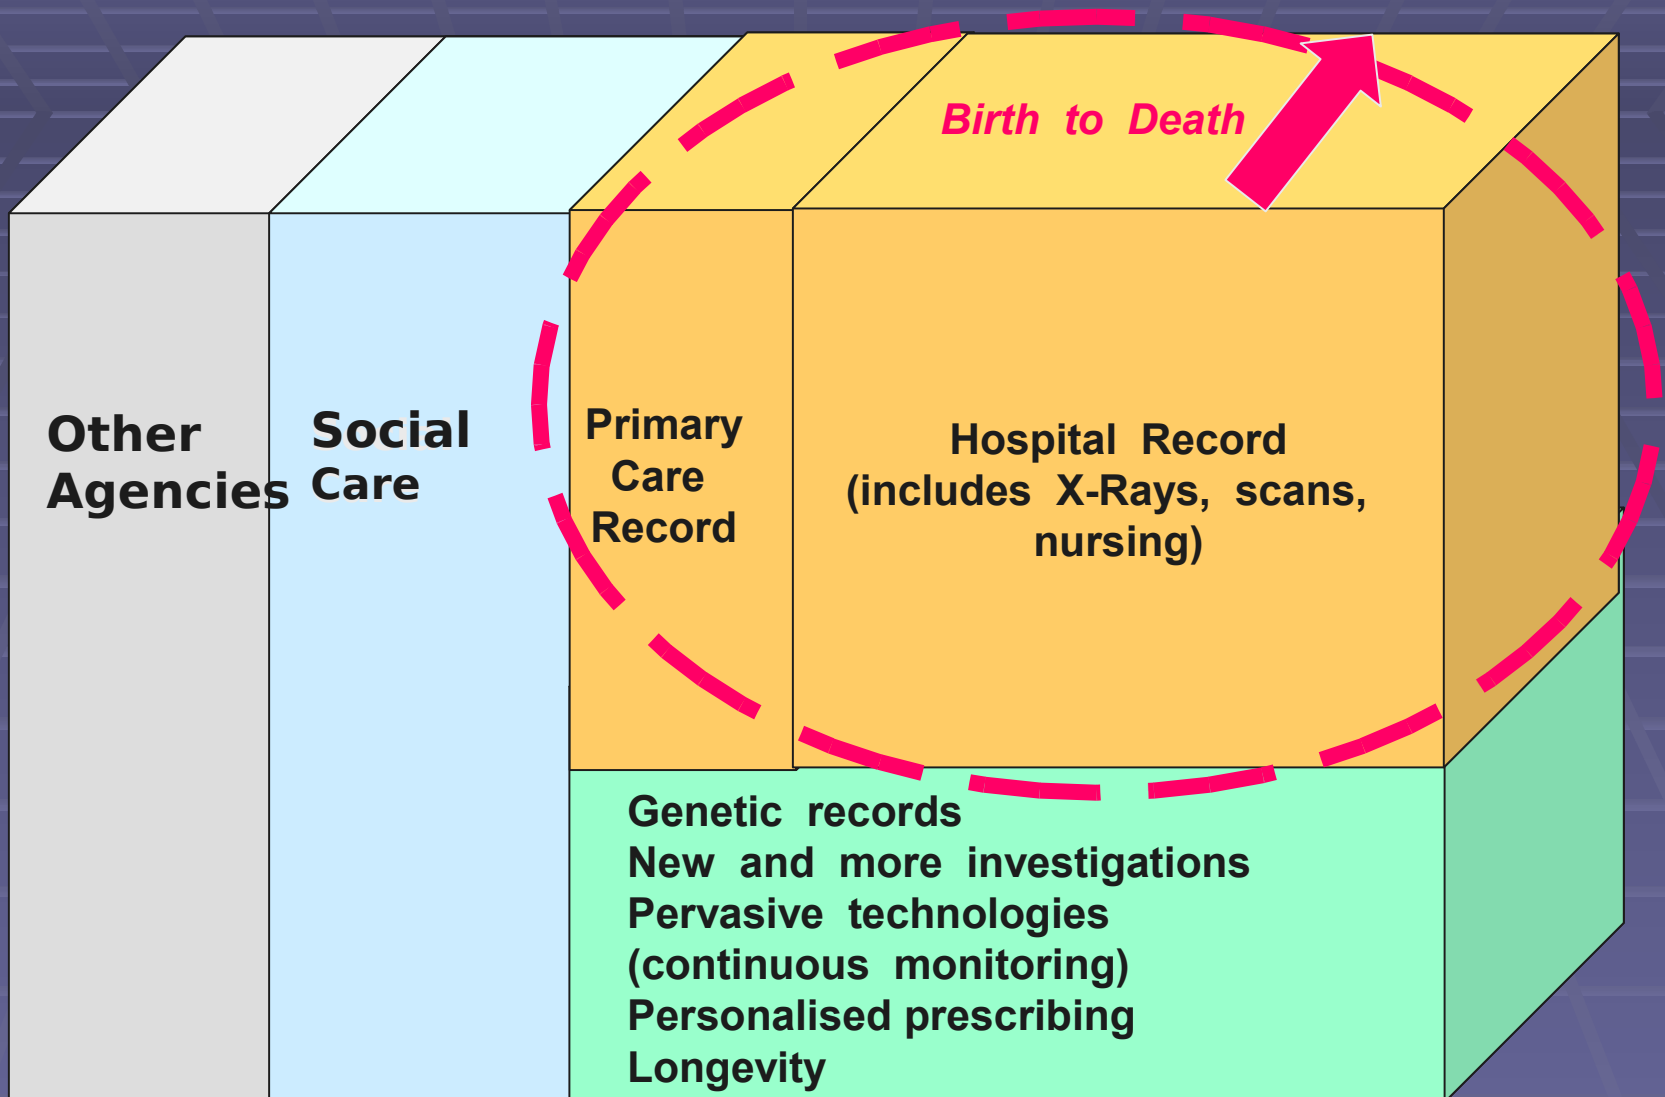 Birth to Death
Other
Agencies
Social
Care
Primary
Care
Record
Hospital Record
(includes X-Rays, scans,
nursing)
Genetic records
New and more investigations
Pervasive technologies
(continuous monitoring)
Personalised prescribing
Longevity